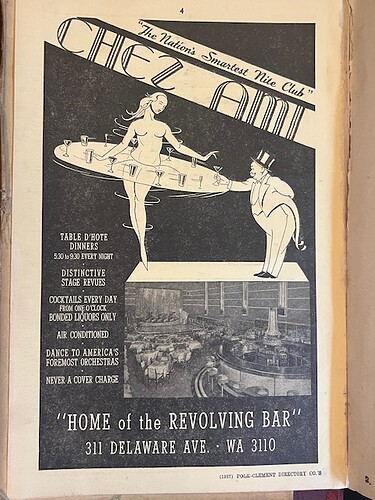 4
"The Nation's Smartest Nite Club"
CHEZ AMI
TABLE D'HOTE
DINNERS
5:30 to 9:30 EVERY NIGHT
DISTINCTIVE
STAGE REVUES
COCKTAILS EVERY DAY
FROM ONE O'CLOCK
BONDED LIQUORS ONLY
AIR CONDITIONED
DANCE TO AMERICA'S
FOREMOST ORCHESTRAS
NEVER A COVER CHARGE
"HOME of the REVOLVING BAR"
311 DELAWARE AVE. · WA 3110
(1937) POLK-CLEMENT DIRECTORY CO.'S